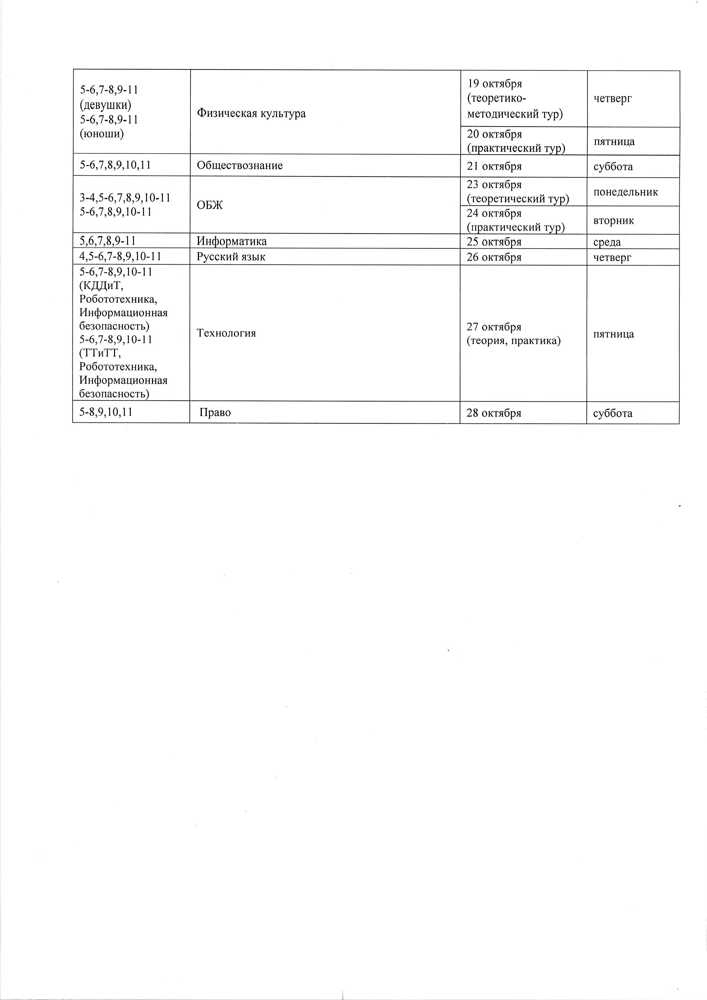 5-6,7-8,9-11
(девушки)
5-6,7-8,9-11
(юноши)
Физическая культура
19 октября
(теоретико-
методический тур)
четверг
20 октября
(практический тур)
пятница
5-6,7,8,9,10,11
Обществознание
21 октября
суббота
3-4,5-6,7,8,9,10-11
5-6,7,8,9,10-11
ОБЖ
23 октября
(теоретический тур)
понедельник
24 октября
(практический тур)
вторник
5,6,7,8,9-11
Информатика
25 октября
среда
4,5-6,7-8,9,10-11
Русский язык
26 октября
четверг
5-6,7-8,9,10-11
(КДДиТ,
Робототехника,
Информационная
безопасность)
5-6,7-8,9,10-11
(ТТиТТ,
Робототехника,
Информационная
безопасность)
Технология
27 октября
(теория, практика)
пятница
5-8,9,10,11
Право
28 октября
суббота